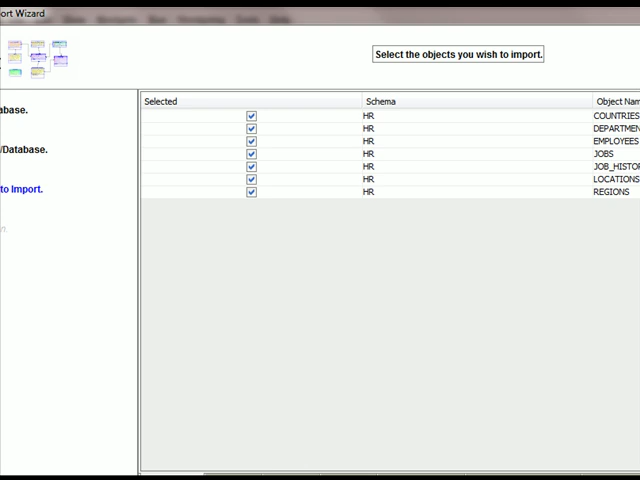 ort Wizard
Select the objects you wish to import.
abase.
/Database.
to Import.
n.
Selected Schema Object Nam
HR COUNTRIES
HR DEPARTMEN
HR EMPLOYEES
HR JOBS
HR JOB_HISTOR
HR LOCATIONS
HR REGIONS